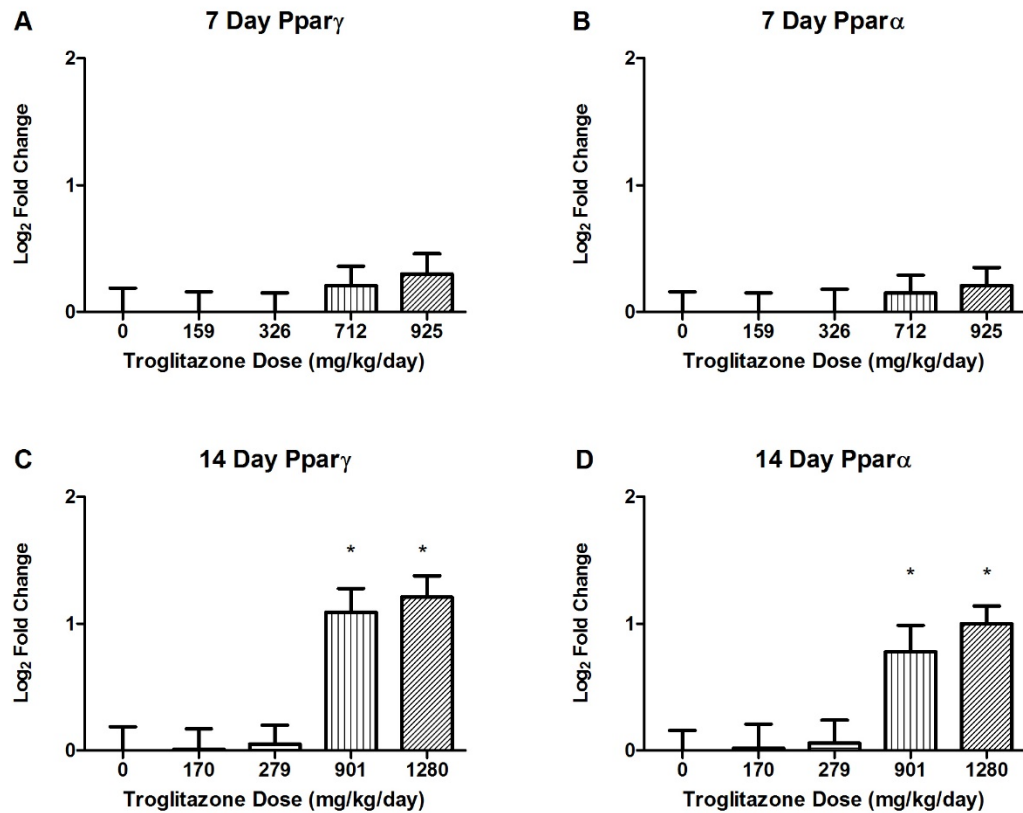 A
7 Day Pparγ
Log₂ Fold Change
2
1
0
0 159 326 712 925
Troglitazone Dose (mg/kg/day)
B
7 Day Pparα
Log₂ Fold Change
2
1
0
0 159 326 712 925
Troglitazone Dose (mg/kg/day)
C
14 Day Pparγ
Log₂ Fold Change
2
1
0
* *
0 170 279 901 1280
Troglitazone Dose (mg/kg/day)
D
14 Day Pparα
Log₂ Fold Change
2
1
0
* *
0 170 279 901 1280
Troglitazone Dose (mg/kg/day)